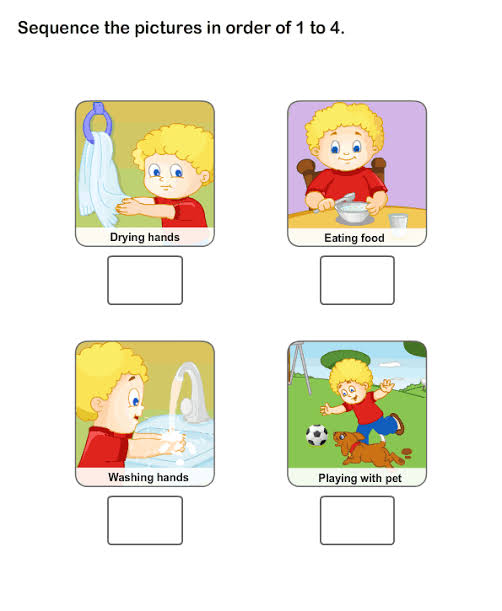 Sequence the pictures in order of 1 to 4.
Drying hands
Eating food
Washing hands
Playing with pet